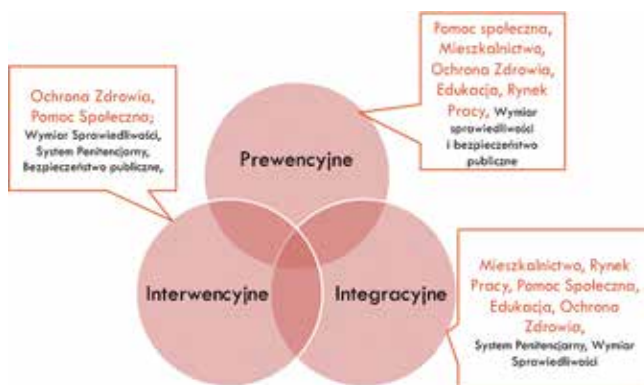 Pomoc społeczna,
Mieszkalnictwo,
Ochrona Zdrowia,
Edukacja, Rynek
Pracy, Wymiar
sprawiedliwości
i bezpieczeństwo
publiczne
Ochrona Zdrowia,
Pomoc Społeczna;
Wymiar Sprawiedliwości,
System Penitencjarny,
Bezpieczeństwo publiczne,
Prewencyjne
Interwencyjne
Integracyjne
Mieszkalnictwo, Rynek
Pracy, Pomoc Społeczna,
Edukacja, Ochrona
Zdrowia,
System Penitencjarny, Wymiar
Sprawiedliwości